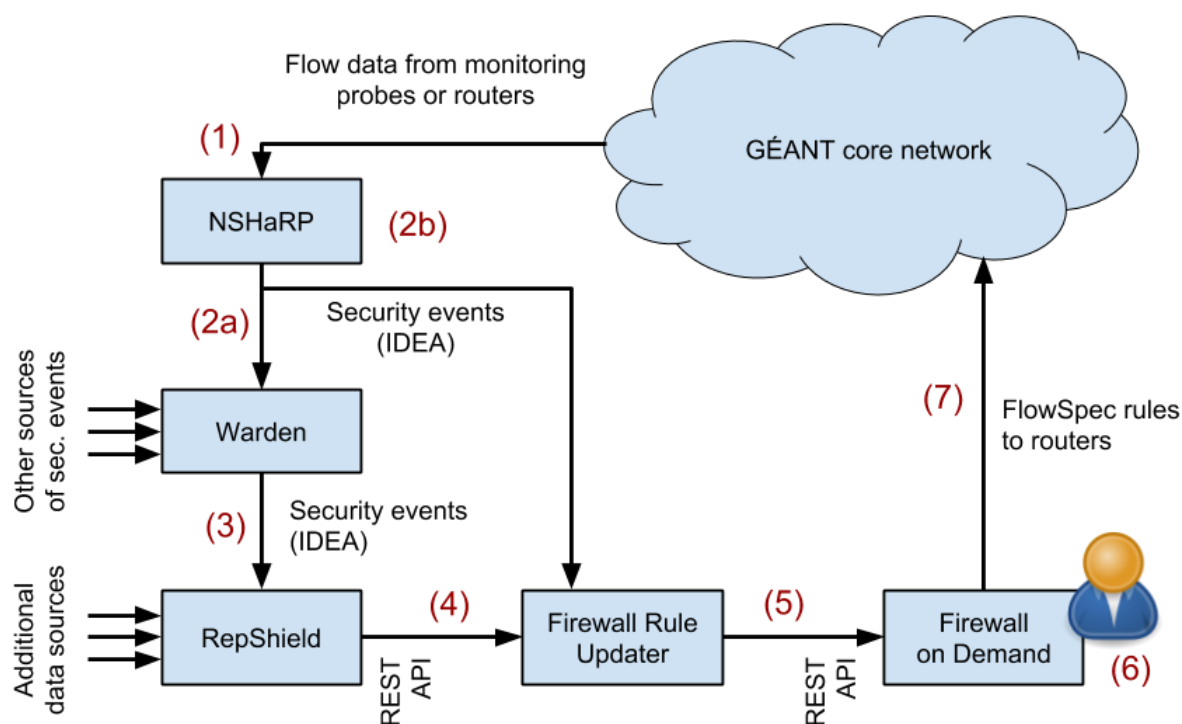 Flow data from monitoring
probes or routers
(1)
GÉANT core network
NSHaRP
(2b)
(2a)
Security events
(IDEA)
Other sources
of sec. events
Warden
(7)
FlowSpec rules
to routers
(3)
Security events
(IDEA)
Additional
data sources
RepShield
(4)
REST
API
Firewall Rule
Updater
(5)
REST
API
Firewall
on Demand
(6)